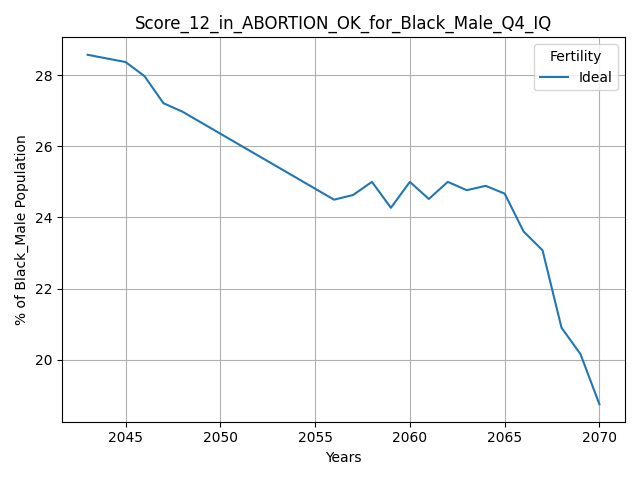 Score_12_in_ABORTION_OK_for_Black_Male_Q4_IQ
Fertility
Ideal
% of Black_Male Population
28
26
24
22
20
2045
2050
2055
2060
2065
2070
Years